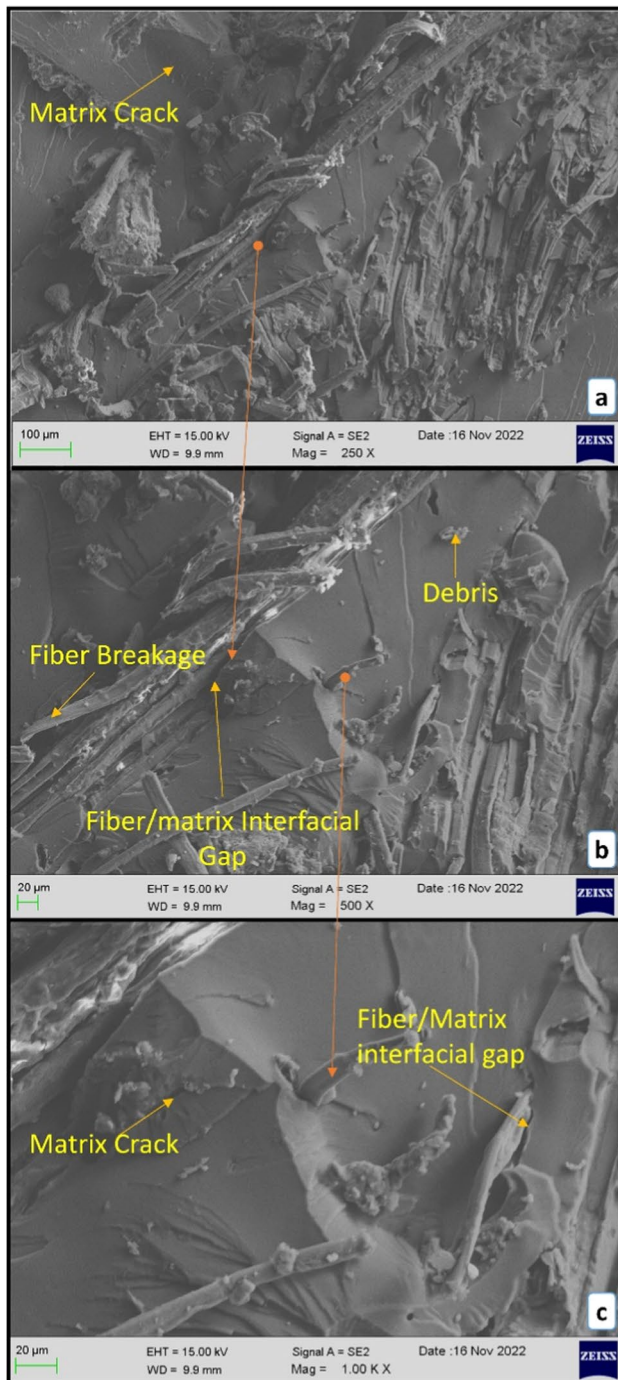 Matrix Crack
a
100 µm EHT = 15.00 kV Signal A = SE2 Date :16 Nov 2022 ZEISS
WD = 9.9 mm Mag = 250 X
Debris
Fiber Breakage
Fiber/matrix Interfacial
Gap
b
20 µm EHT = 15.00 kV Signal A = SE2 Date :16 Nov 2022 ZEISS
WD = 9.9 mm Mag = 500 X
Fiber/Matrix
interfacial gap
Matrix Crack
c
20 µm EHT = 15.00 kV Signal A = SE2 Date :16 Nov 2022 ZEISS
WD = 9.9 mm Mag = 1.00 K X